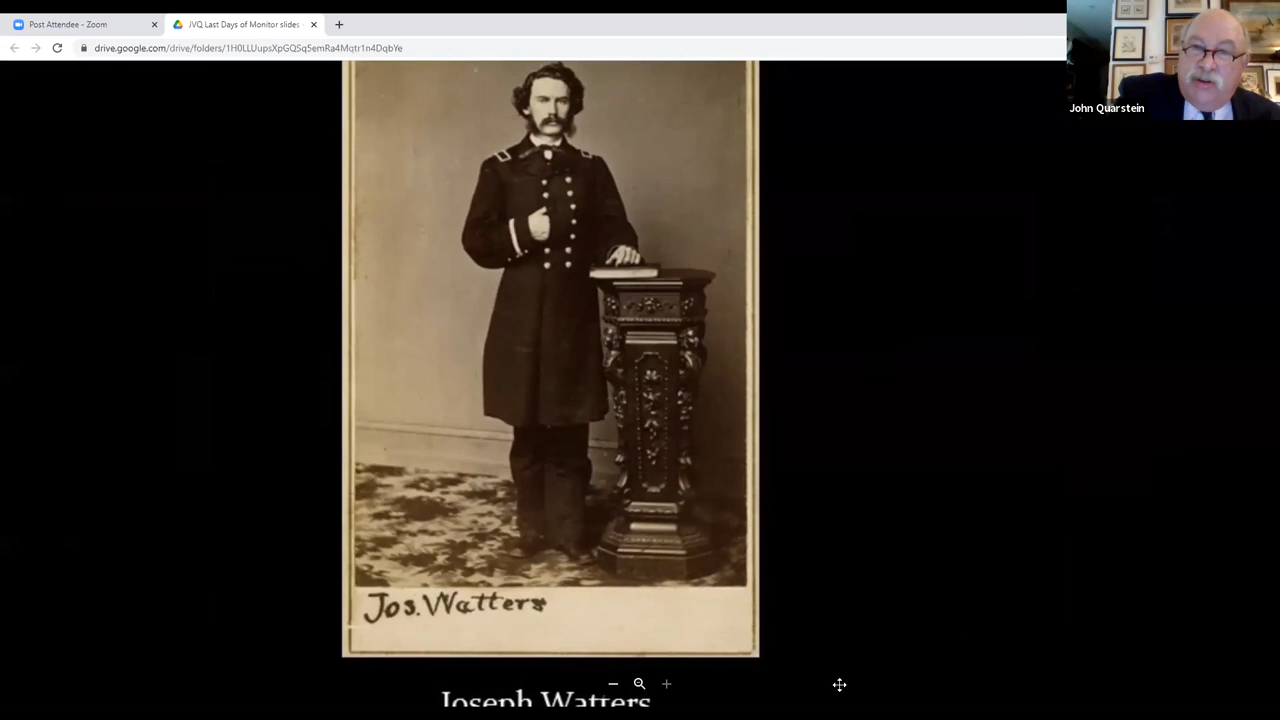 Post Attendee - Zoom
JVQ Last Days of Monitor slides
drive.google.com/drive/folders/1H0LLUupsXpGQSq5emRa4Mqtr1n4DqbYe
John Quarstein
Jos. Watters
Joseph Watters